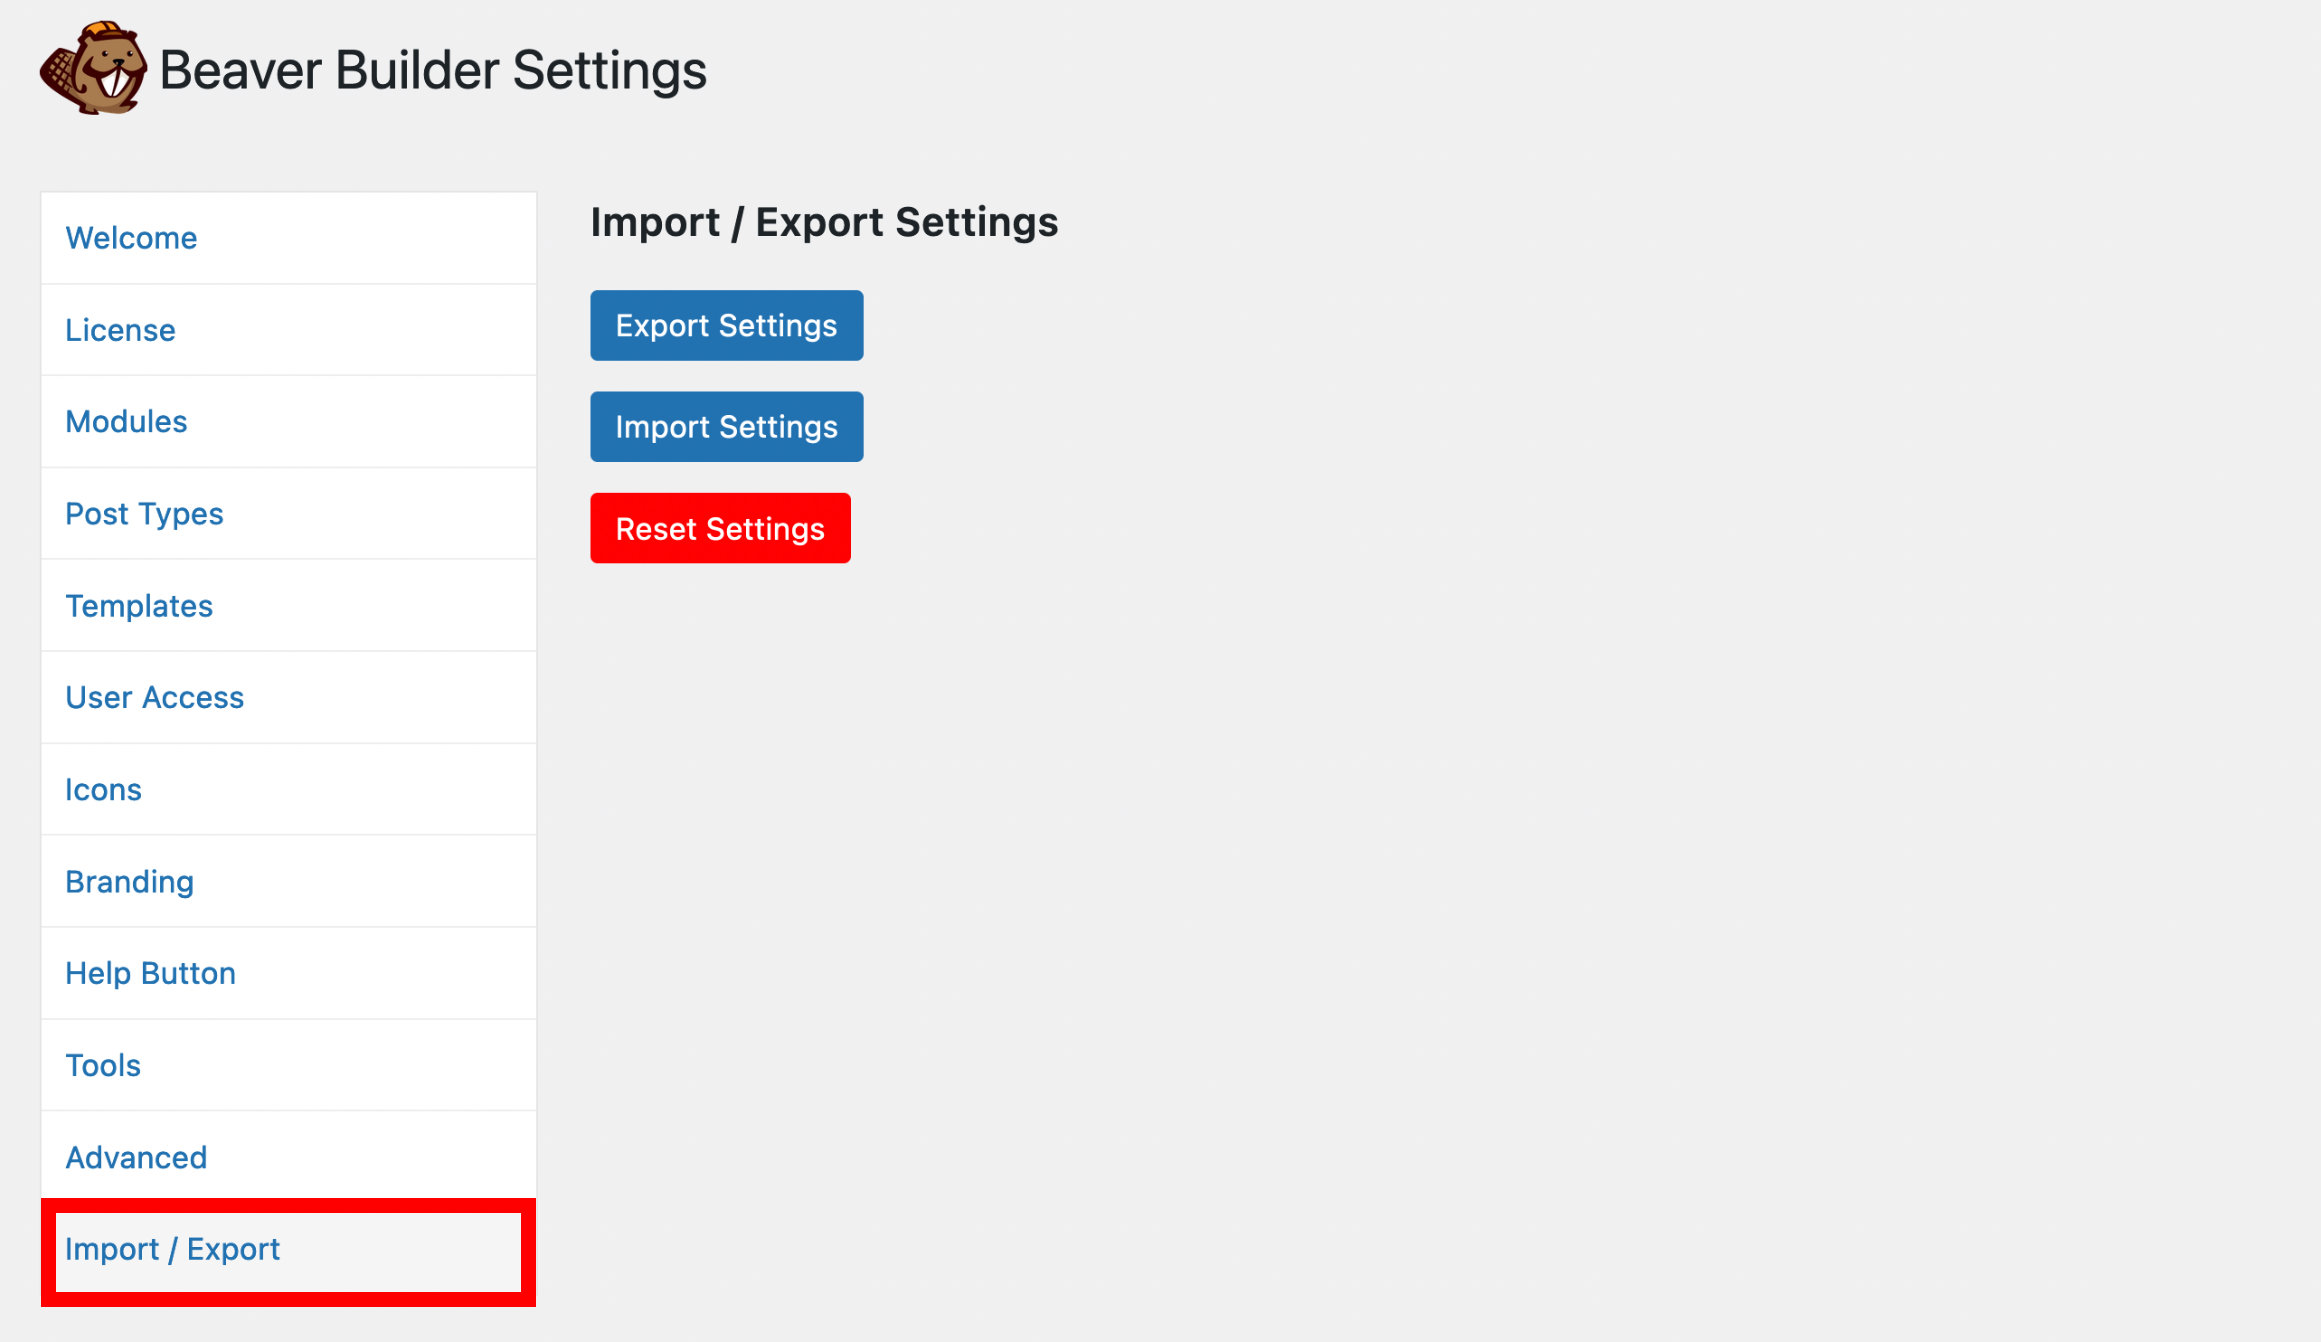 Beaver Builder Settings
Welcome
License
Modules
Post Types
Templates
User Access
Icons
Branding
Help Button
Tools
Advanced
Import / Export
Import / Export Settings
Export Settings
Import Settings
Reset Settings